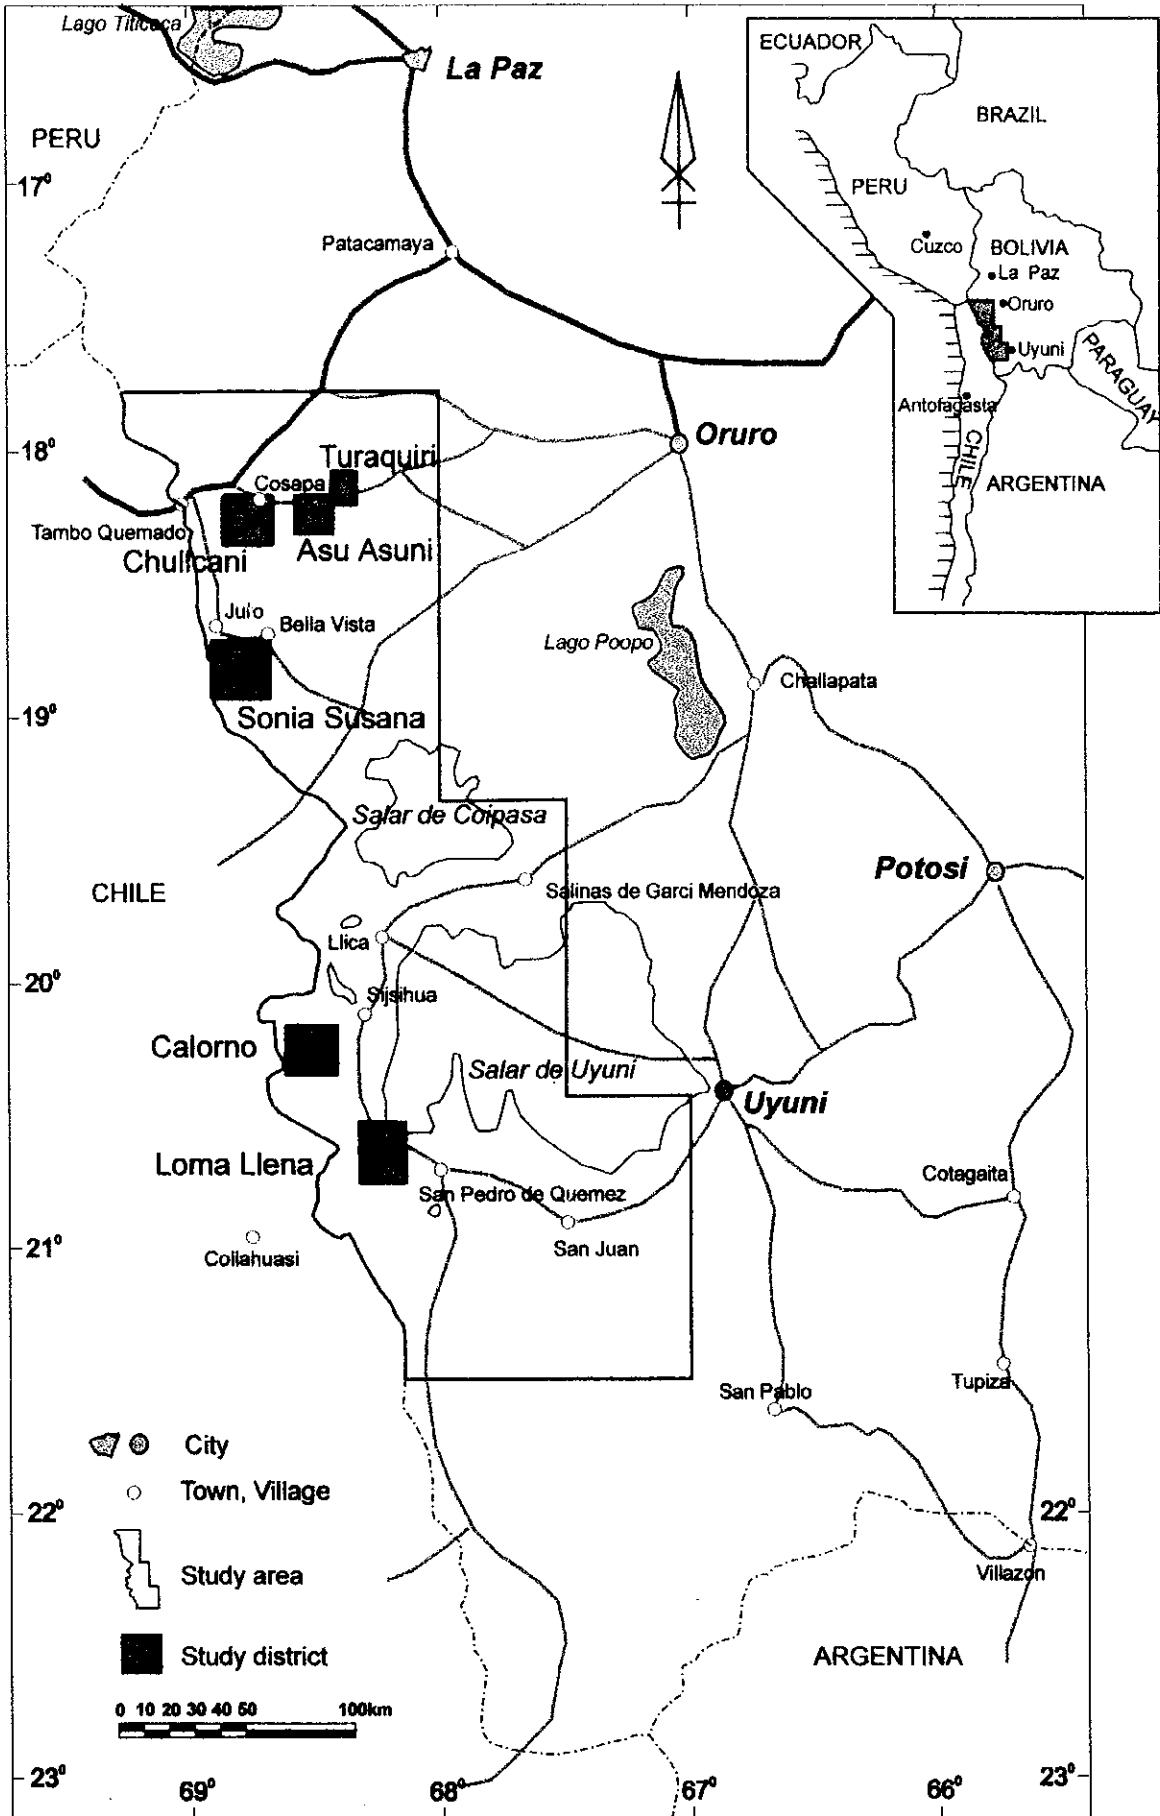 Lago Titicaca
La Paz
PERU
17°
Patacamaya
Oruro
18°
Turaquiri
Cosapa
Tambo Quemado
Chullcani
Asu Asuni
Julo
Bella Vista
Lago Poopo
Challapata
19°
Sonia Susana
Salar de Coipasa
Potosi
CHILE
Salinas de Garci Mendoza
Llica
20°
Sijsihua
Calorno
Salar de Uyuni
Uyuni
Loma Llena
Cotagaita
San Pedro de Quemez
21°
San Juan
Collahuasi
San Pablo
Tupiza
City
Town, Village
22°
22°
Villazon
Study area
Study district
ARGENTINA
0 10 20 30 40 50 100km
23°
23°
69°
68°
67°
66°
ECUADOR
BRAZIL
PERU
Cuzco
BOLIVIA
La Paz
Oruro
Uyuni
PARAGUAY
Antofagasta
CHILE
ARGENTINA